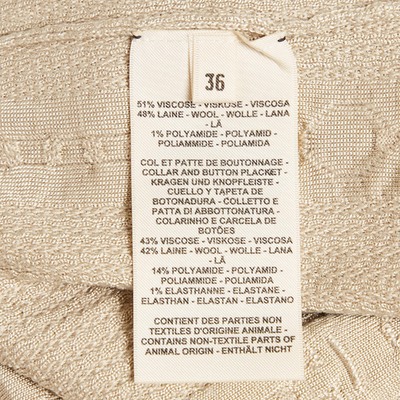 36
51% VISCOSE - VISKOSE - VISCOSA
48% LAINE - WOOL - WOLLE - LANA
- LÃ
1% POLYAMIDE - POLYAMID -
POLIAMMIDE - POLIAMIDA
COL ET PATTE DE BOUTONNAGE -
COLLAR AND BUTTON PLACKET -
KRAGEN UND KNOPFLEISTE -
CUELLO Y TAPETA DE
BOTONADURA - COLLETTO E
PATTA DI ABBOTTONATURA -
COLARINHO E CARCELA DE
BOTÕES
43% VISCOSE - VISKOSE - VISCOSA
42% LAINE - WOOL - WOLLE - LANA
- LÃ
14% POLYAMIDE - POLYAMID -
POLIAMMIDE - POLIAMIDA
1% ELASTHANNE - ELASTANE -
ELASTHAN - ELASTAN - ELASTANO
CONTIENT DES PARTIES NON
TEXTILES D'ORIGINE ANIMALE -
CONTAINS NON-TEXTILE PARTS OF
ANIMAL ORIGIN - ENTHÄLT NICHT